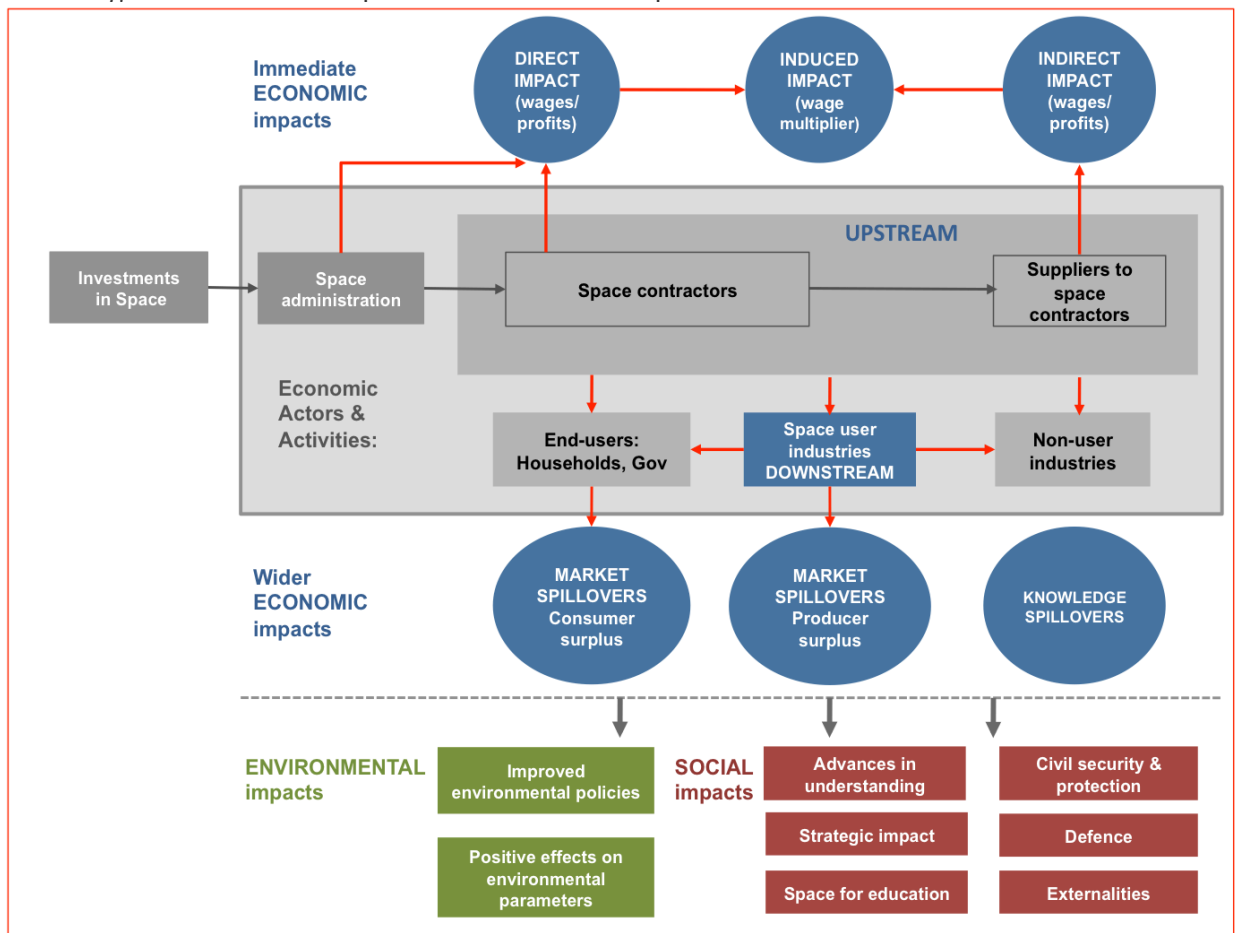 Immediate
ECONOMIC
impacts
DIRECT
IMPACT
(wages/
profits)
INDUCED
IMPACT
(wage
multiplier)
INDIRECT
IMPACT
(wages/
profits)
UPSTREAM
Investments
in Space
Space
administration
Space contractors
Suppliers to
space
contractors
Economic
Actors &
Activities:
End-users:
Households, Gov
Space user
industries
DOWNSTREAM
Non-user
industries
Wider
ECONOMIC
impacts
MARKET
SPILLOVERS
Consumer
surplus
MARKET
SPILLOVERS
Producer
surplus
KNOWLEDGE
SPILLOVERS
ENVIRONMENTAL
impacts
Improved
environmental policies
Positive effects on
environmental
parameters
SOCIAL
impacts
Advances in
understanding
Strategic impact
Space for education
Civil security &
protection
Defence
Externalities